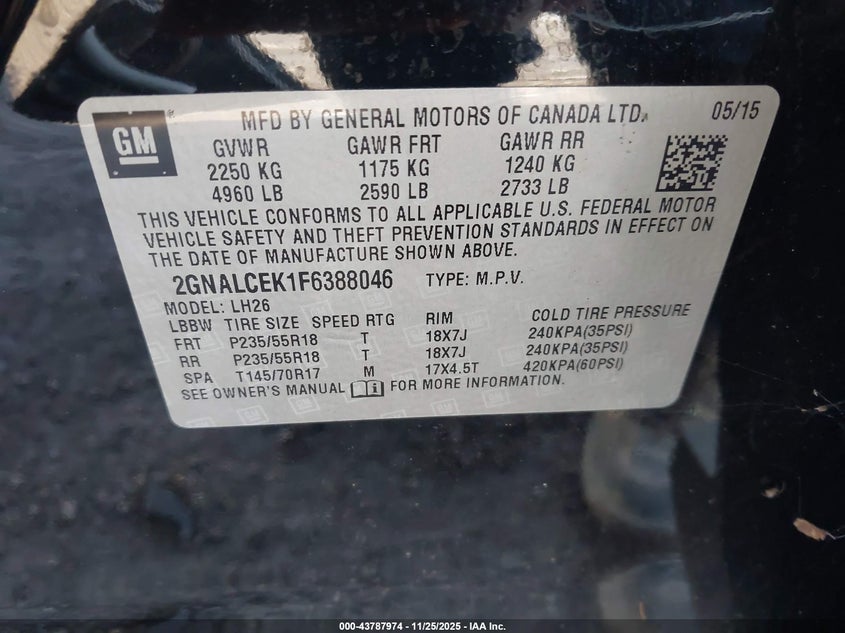 GM
MFD BY GENERAL MOTORS OF CANADA LTD. 05/15
GVWR GAWR FRT GAWR RR
2250 KG 1175 KG 1240 KG
4960 LB 2590 LB 2733 LB
THIS VEHICLE CONFORMS TO ALL APPLICABLE U.S. FEDERAL MOTOR
VEHICLE SAFETY AND THEFT PREVENTION STANDARDS IN EFFECT ON
THE DATE OF MANUFACTURE SHOWN ABOVE.
2GNALCEK1F6388046 TYPE: M.P.V.
MODEL: LH26
LBBW TIRE SIZE SPEED RTG RIM COLD TIRE PRESSURE
FRT P235/55R18 T 18X7J 240KPA(35PSI)
RR P235/55R18 T 18X7J 240KPA(35PSI)
SPA T145/70R17 M 17X4.5T 420KPA(60PSI)
SEE OWNER'S MANUAL FOR MORE INFORMATION.
000-43787974 | 11/25/2025 - IAA Inc.